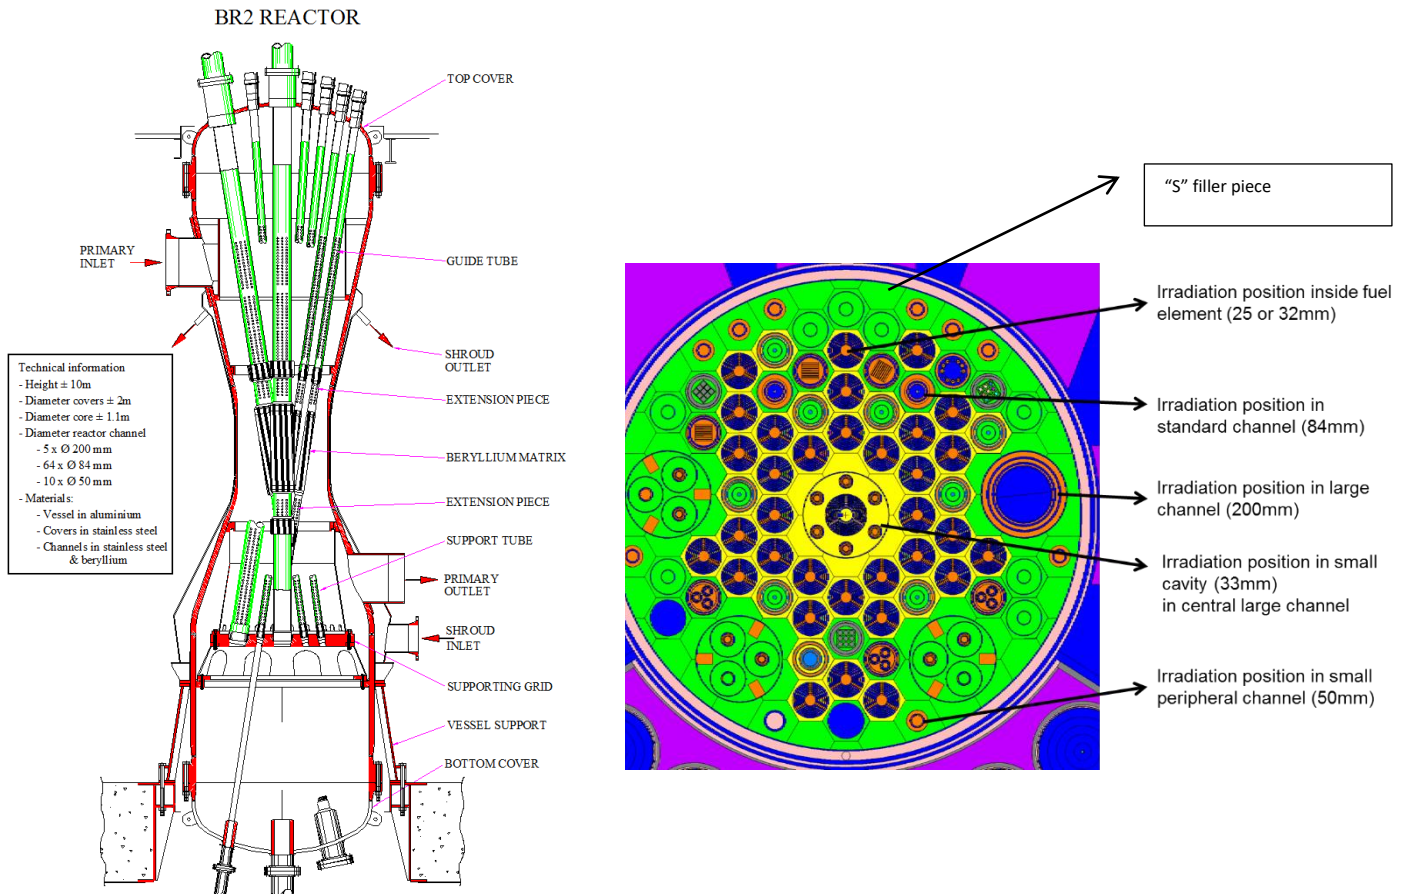 BR2 REACTOR
TOP COVER
PRIMARY
INLET
GUIDE TUBE
SHROUD
OUTLET
Technical information
- Height ± 10m
- Diameter covers ± 2m
- Diameter core ± 1.1m
- Diameter reactor channel
- 5 x Ø 200 mm
- 64 x Ø 84 mm
- 10 x Ø 50 mm
- Materials:
- Vessel in aluminium
- Covers in stainless steel
- Channels in stainless steel
& beryllium
EXTENSION PIECE
BERYLLIUM MATRIX
EXTENSION PIECE
SUPPORT TUBE
PRIMARY
OUTLET
SHROUD
INLET
SUPPORTING GRID
VESSEL SUPPORT
BOTTOM COVER
“S” filler piece
Irradiation position inside fuel
element (25 or 32mm)
Irradiation position in
standard channel (84mm)
Irradiation position in large
channel (200mm)
Irradiation position in small
cavity (33mm)
in central large channel
Irradiation position in small
peripheral channel (50mm)